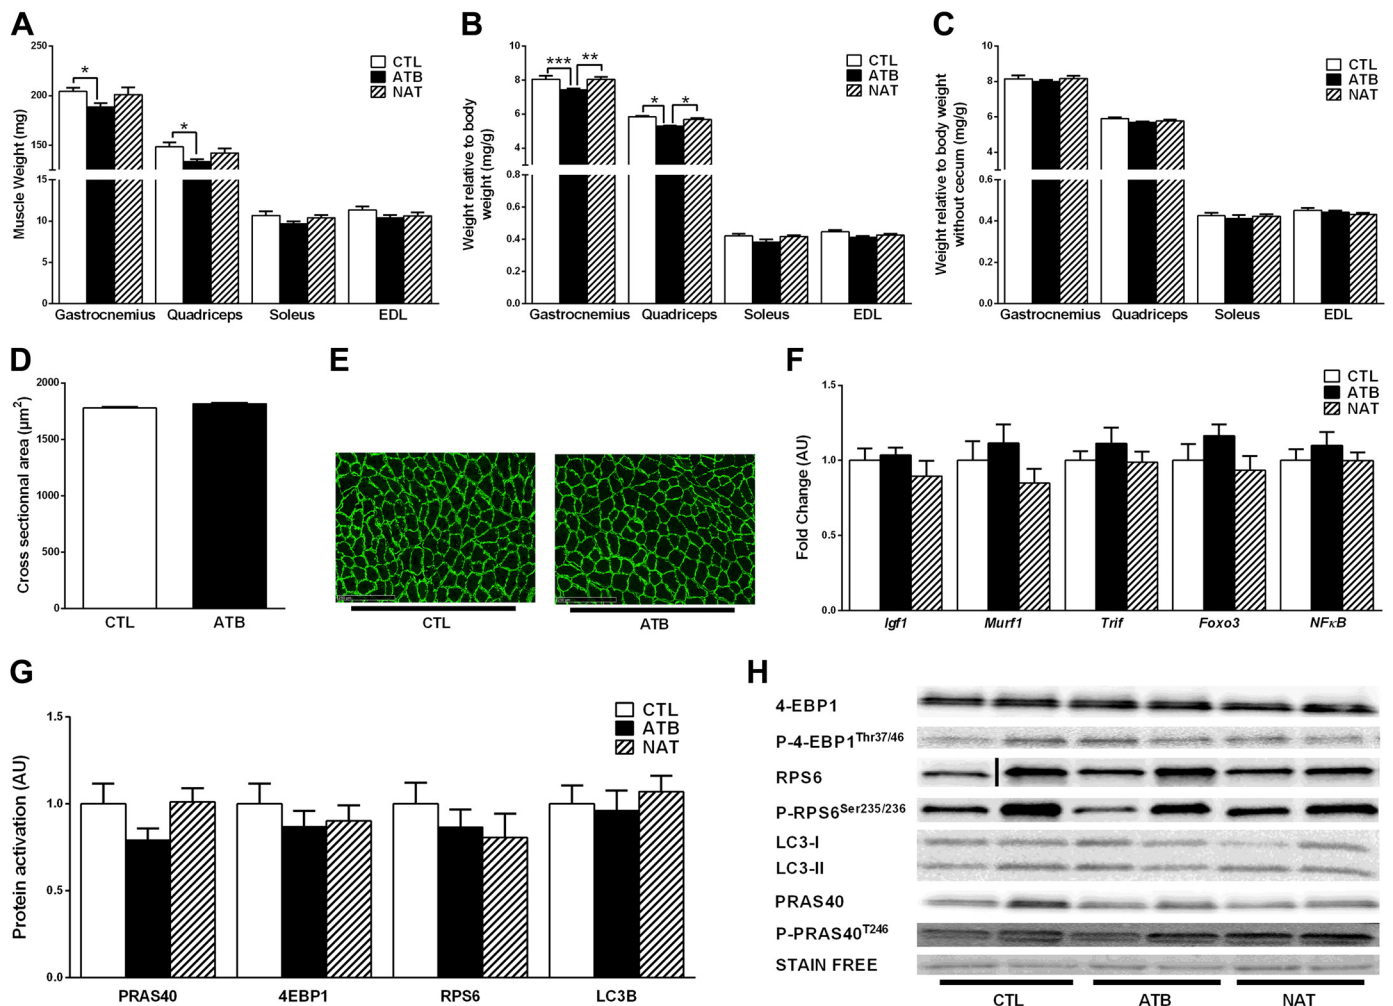 A
Muscle Weight (mg)
250
200
150
15
10
5
0
*
*
CTL
ATB
NAT
Gastrocnemius Quadriceps Soleus EDL
B
Weight relative to body
weight (mg/g)
10
8
6
4
0.6
0.4
0.2
0.0
*** **
* *
CTL
ATB
NAT
Gastrocnemius Quadriceps Soleus EDL
C
Weight relative to body weight
without cecum (mg/g)
10
8
6
4
0.6
0.4
0.2
0.0
CTL
ATB
NAT
Gastrocnemius Quadriceps Soleus EDL
D
Cross sectionnal area (µm²)
2000
1500
1000
500
0
CTL ATB
E
CTL ATB
F
Fold Change (AU)
1.5
1.0
0.5
0.0
CTL
ATB
NAT
Igf1 Murf1 Trif Foxo3 NFκB
G
Protein activation (AU)
1.5
1.0
0.5
0.0
CTL
ATB
NAT
PRAS40 4EBP1 RPS6 LC3B
H
4-EBP1
P-4-EBP1Thr37/46
RPS6
P-RPS6Ser235/236
LC3-I
LC3-II
PRAS40
P-PRAS40T246
STAIN FREE
CTL ATB NAT